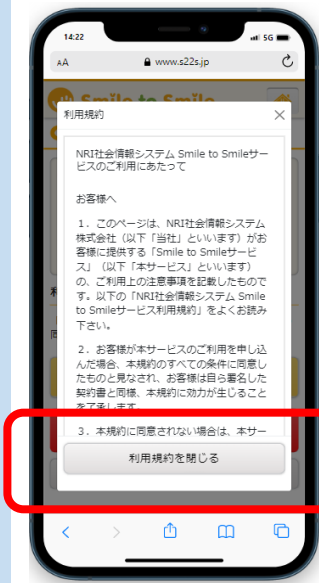 14:22
5G
AA
www.s22s.jp
Smile to Smile
利用規約
NRI社会情報システム Smile to Smileサー
ビスのご利用にあたって
お客様へ
1．このページは、NRI社会情報システム
株式会社（以下「当社」といいます）がお
客様に提供する「Smile to Smileサービ
ス」（以下「本サービス」といいます）
の、ご利用上の注意事項を記載したもので
す。以下の「NRI社会情報システム Smile
to Smileサービス利用規約」をよくお読み
下さい。
2．お客様が本サービスのご利用を申し込
んだ場合、本規約のすべての条件に同意し
たものと見なされ、お客様は自ら署名した
契約書と同様、本規約に効力が生じること
を了承します。
3．本規約に同意されない場合は、本サー
利用規約を閉じる